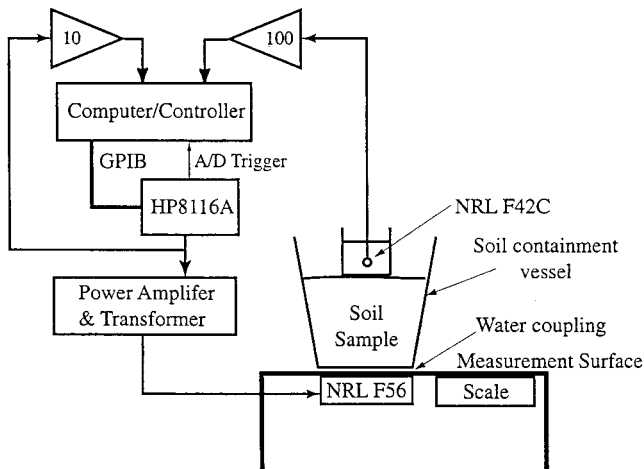 10
100
Computer/Controller
GPIB
A/D Trigger
HP8116A
NRL F42C
Soil containment
vessel
Power Amplifer
& Transformer
Soil
Sample
Water coupling
Measurement Surface
NRL F56
Scale